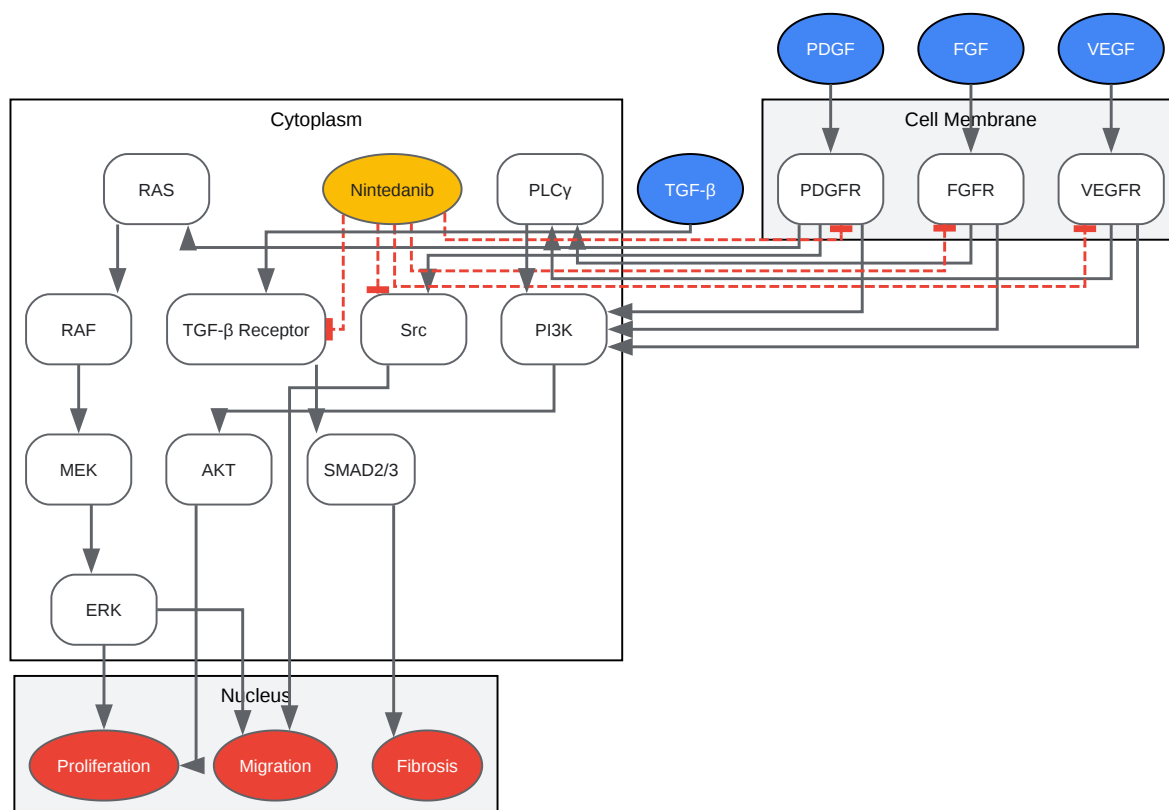 PDGF
FGF
VEGF
Cytoplasm
Cell Membrane
RAS
Nintedanib
PLCγ
TGF-β
PDGFR
FGFR
VEGFR
RAF
TGF-β Receptor
Src
PI3K
MEK
AKT
SMAD2/3
ERK
Nucleus
Proliferation
Migration
Fibrosis